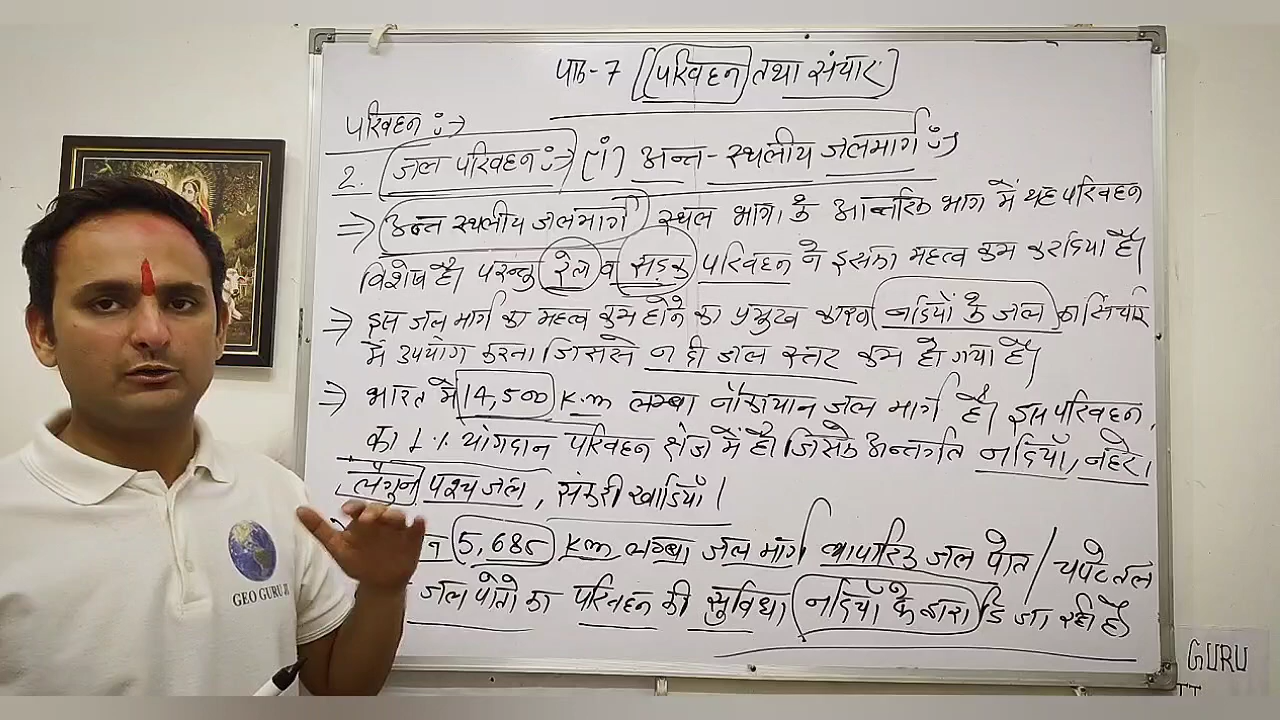 पाठ-7 [परिवहन तथा संचार]
परिवहन :->
2. जल परिवहन :-> (i) अन्त-स्थलीय जलमार्ग :->
=> अन्त स्थलीय जलमार्ग स्थल भाग के आन्तरिक भाग में यह परिवहन
विशेष है। परन्तु रेल व सड़क परिवहन ने इसका महत्व कम कर दिया है।
=> इस जल मार्ग का महत्व कम होने का प्रमुख कारण नदियों के जल का सिंचाई
में उपयोग करना जिससे नदी जल स्तर कम हो गया है।
=> भारत में 14,500 Km लम्बा नौकायान जल मार्ग है। इस परिवहन
का 1% योगदान परिवहन क्षेत्र में है। जिसके अन्तर्गत नदियाँ, नहरे।
लैगून पश्च जल, संकरी खाडियाँ।
5,685 Km लम्बा जल मार्ग व्यापारिक जल पोत / चपटे तल
जल पोतो का परिवहन की सुविधा नदियों के द्वारा कि जा रही है
GEO GURU JI
GURU